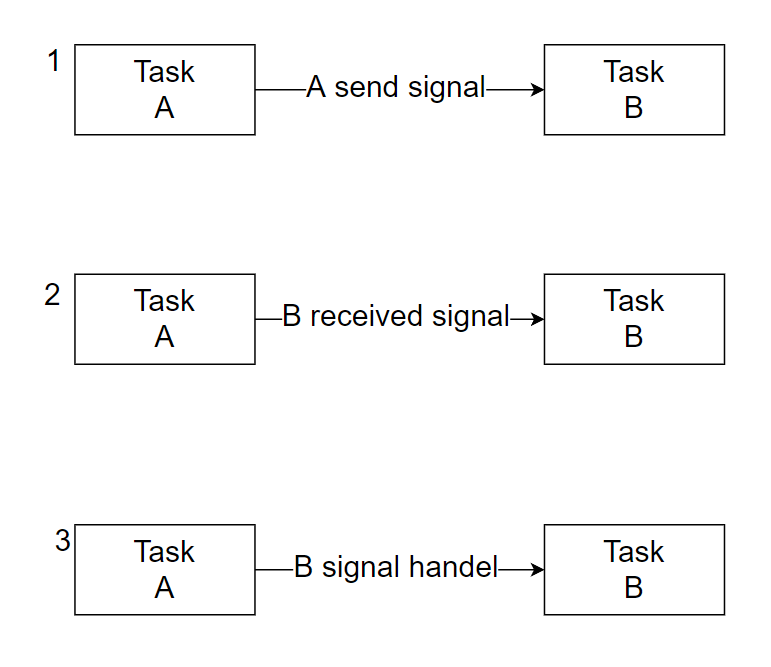 1
Task
A
A send signal
Task
B
2
Task
A
B received signal
Task
B
3
Task
A
B signal handel
Task
B